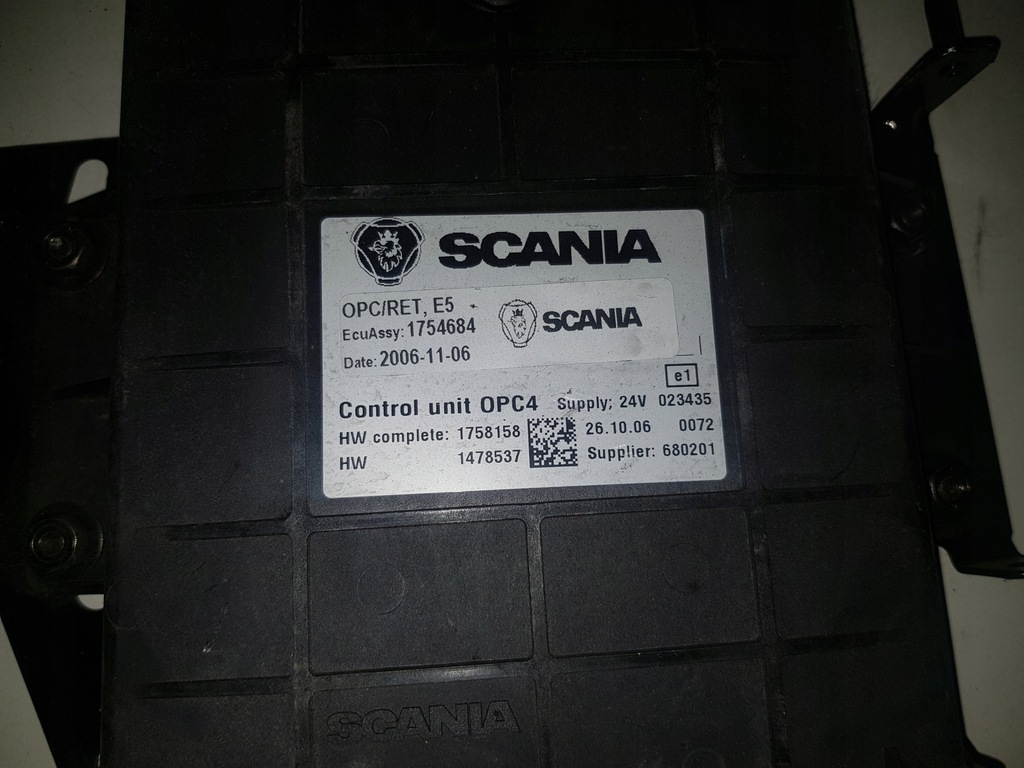 SCANIA
OPC/RET, E5
EcuAssy: 1754684
SCANIA
Date: 2006-11-06
e1
Control unit OPC4 Supply; 24V 023435
HW complete: 1758158 26.10.06 0072
HW 1478537 Supplier: 680201
SCANIA